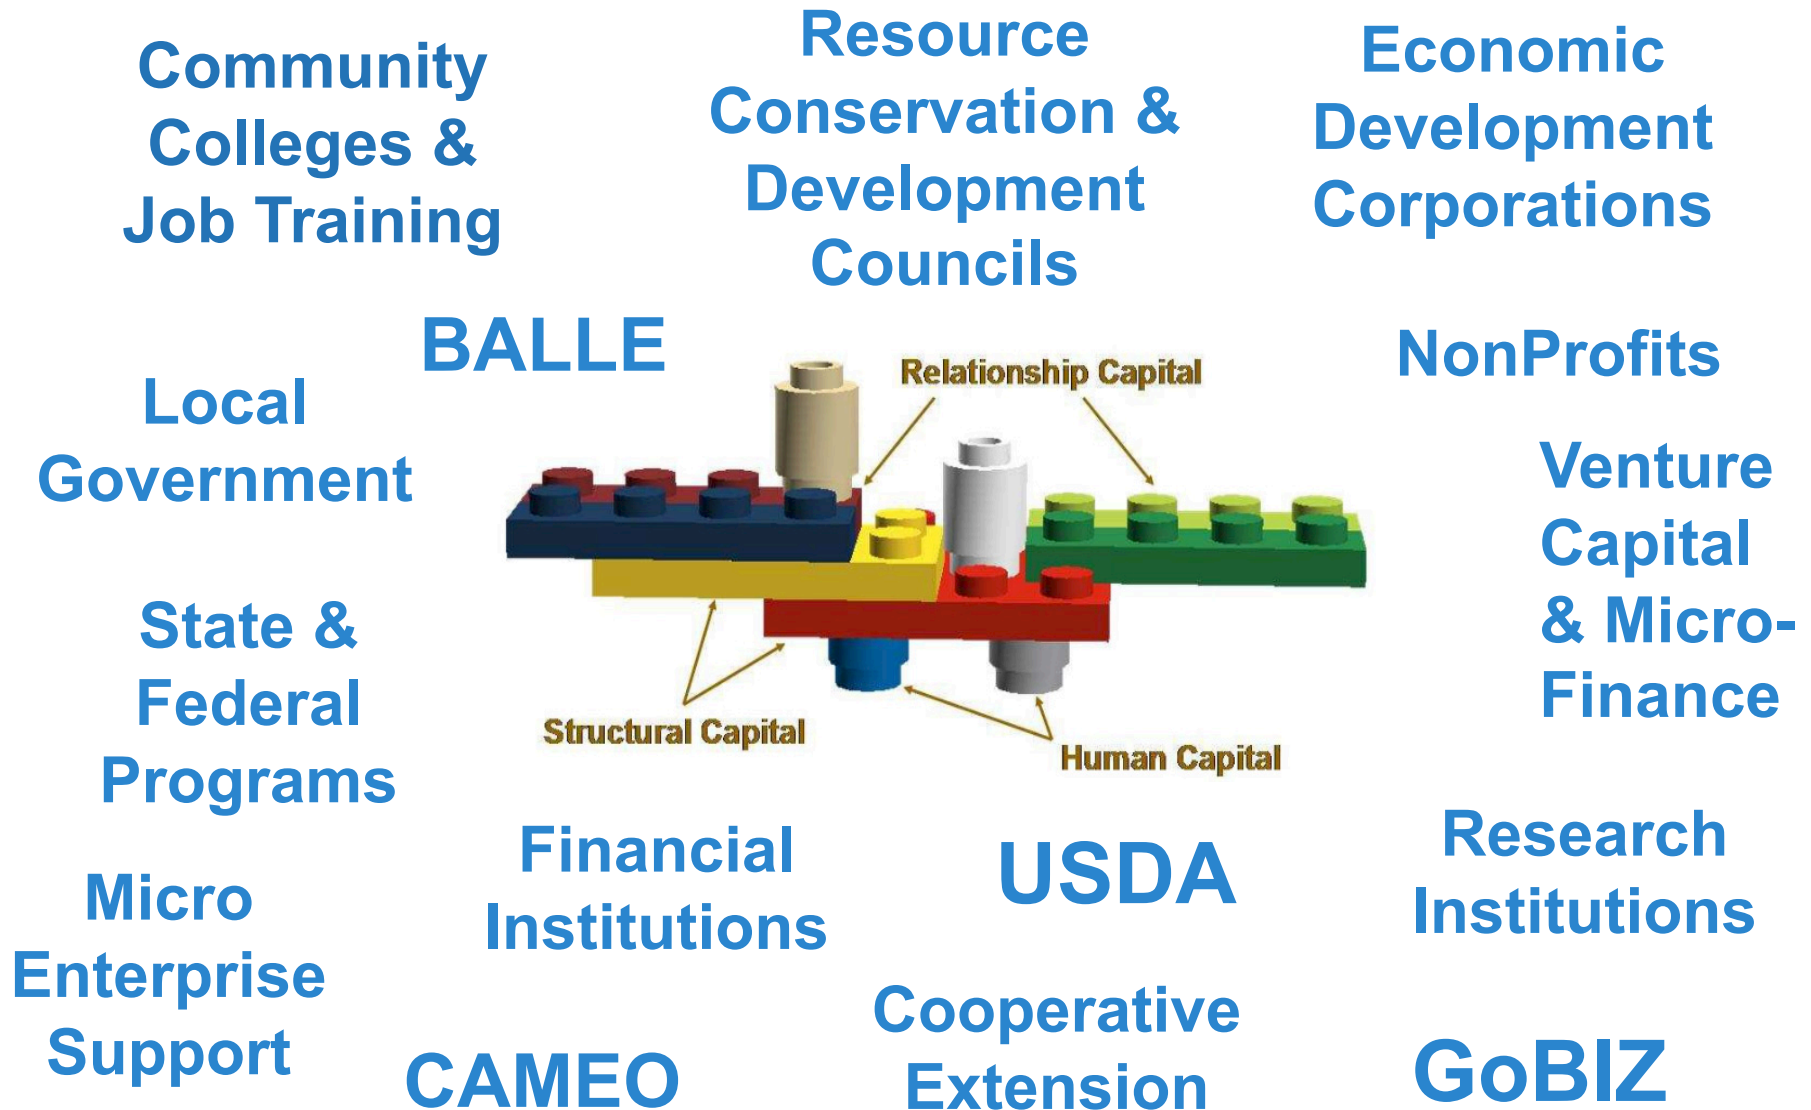 Community
Colleges &
Job Training
Resource
Conservation &
Development
Councils
Economic
Development
Corporations
BALLE
NonProfits
Local
Government
Relationship Capital
Venture
Capital
& Micro-
Finance
State &
Federal
Programs
Structural Capital
Human Capital
Financial
Institutions
USDA
Research
Institutions
Micro
Enterprise
Support
CAMEO
Cooperative
Extension
GoBIZ